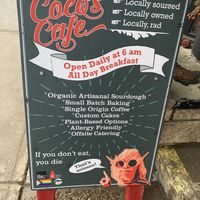 Coco's
Cafe
Locally sourced
Locally owned
Locally, rad
Open Daily at 6 am
All Day Breakfast
"Organic Artisanal Sourdough"
"Small Batch Baking"
"Single Origin Coffee"
"Custom Cakes"
"Plant-Based Options"
"Allergy Friendly"
"Offsite Catering"
If you don't eat,
you die
That's